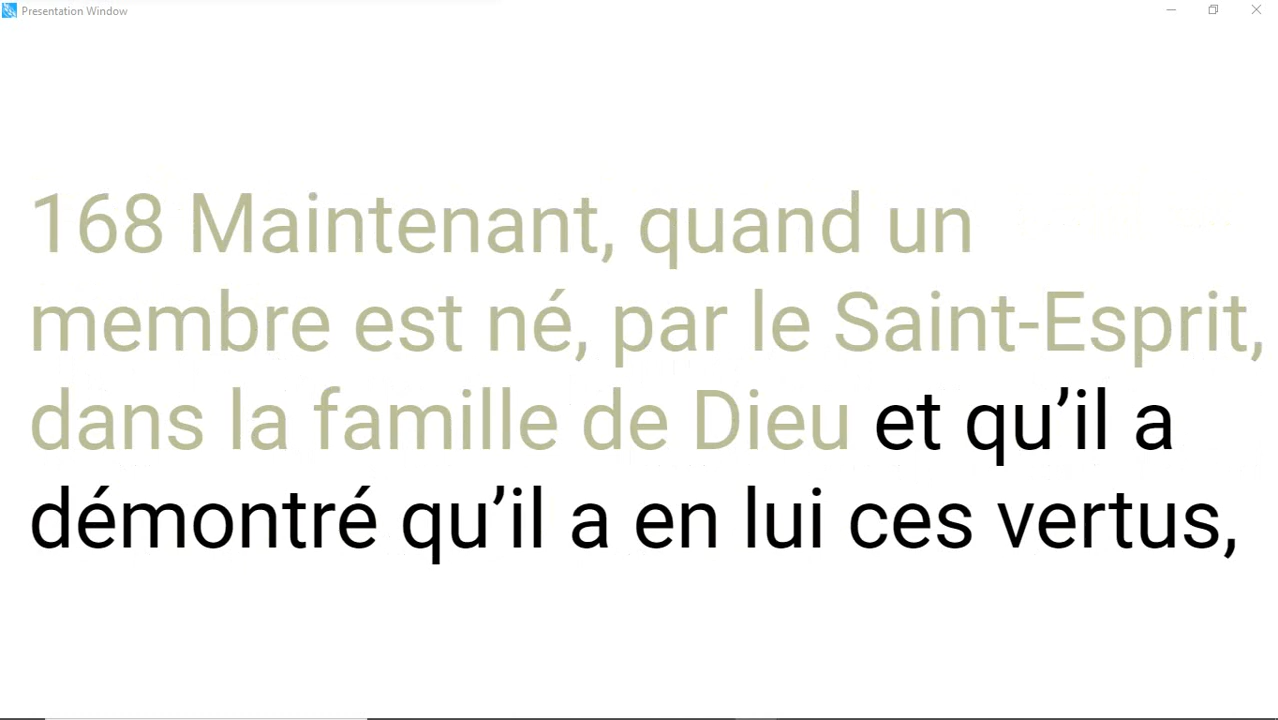 Presentation Window
168 Maintenant, quand un
membre est né, par le Saint-Esprit,
dans la famille de Dieu et qu’il a
démontré qu’il a en lui ces vertus,